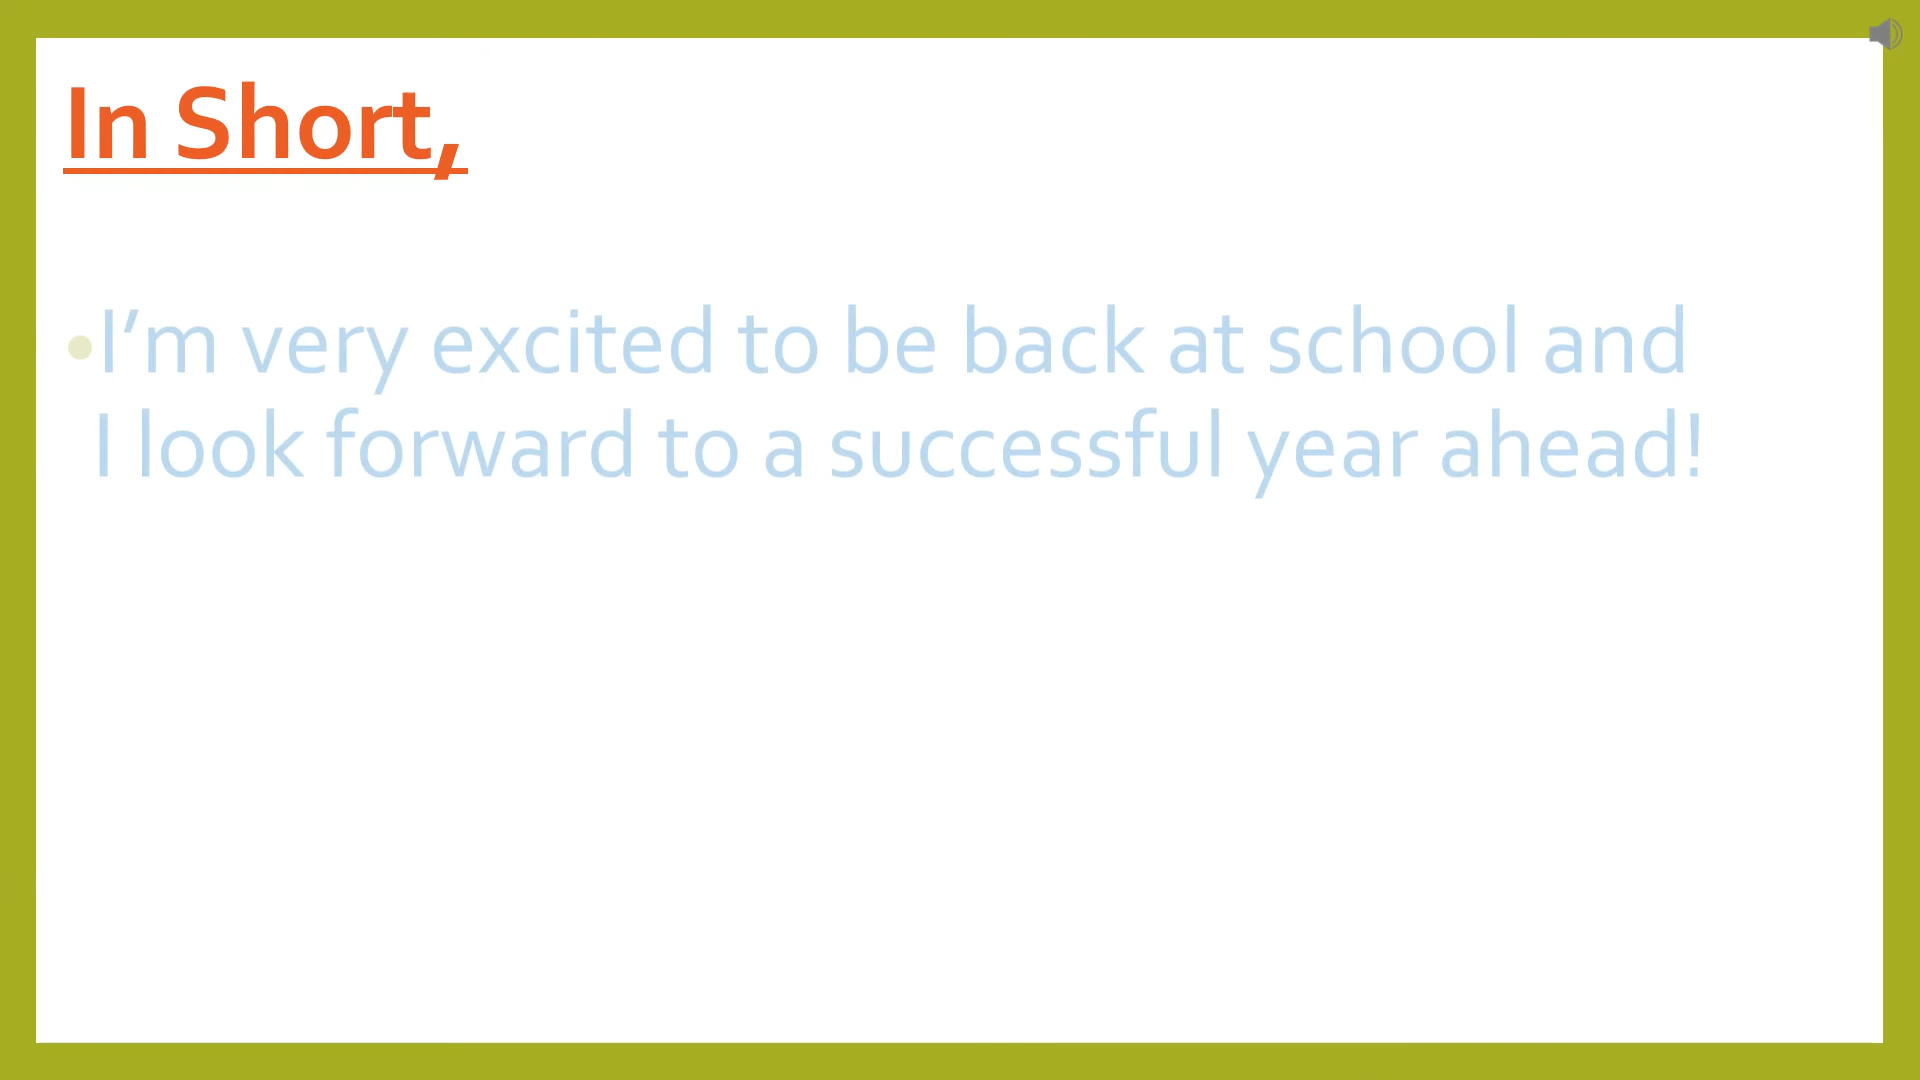 In Short,
•I’m very excited to be back at school and
I look forward to a successful year ahead!